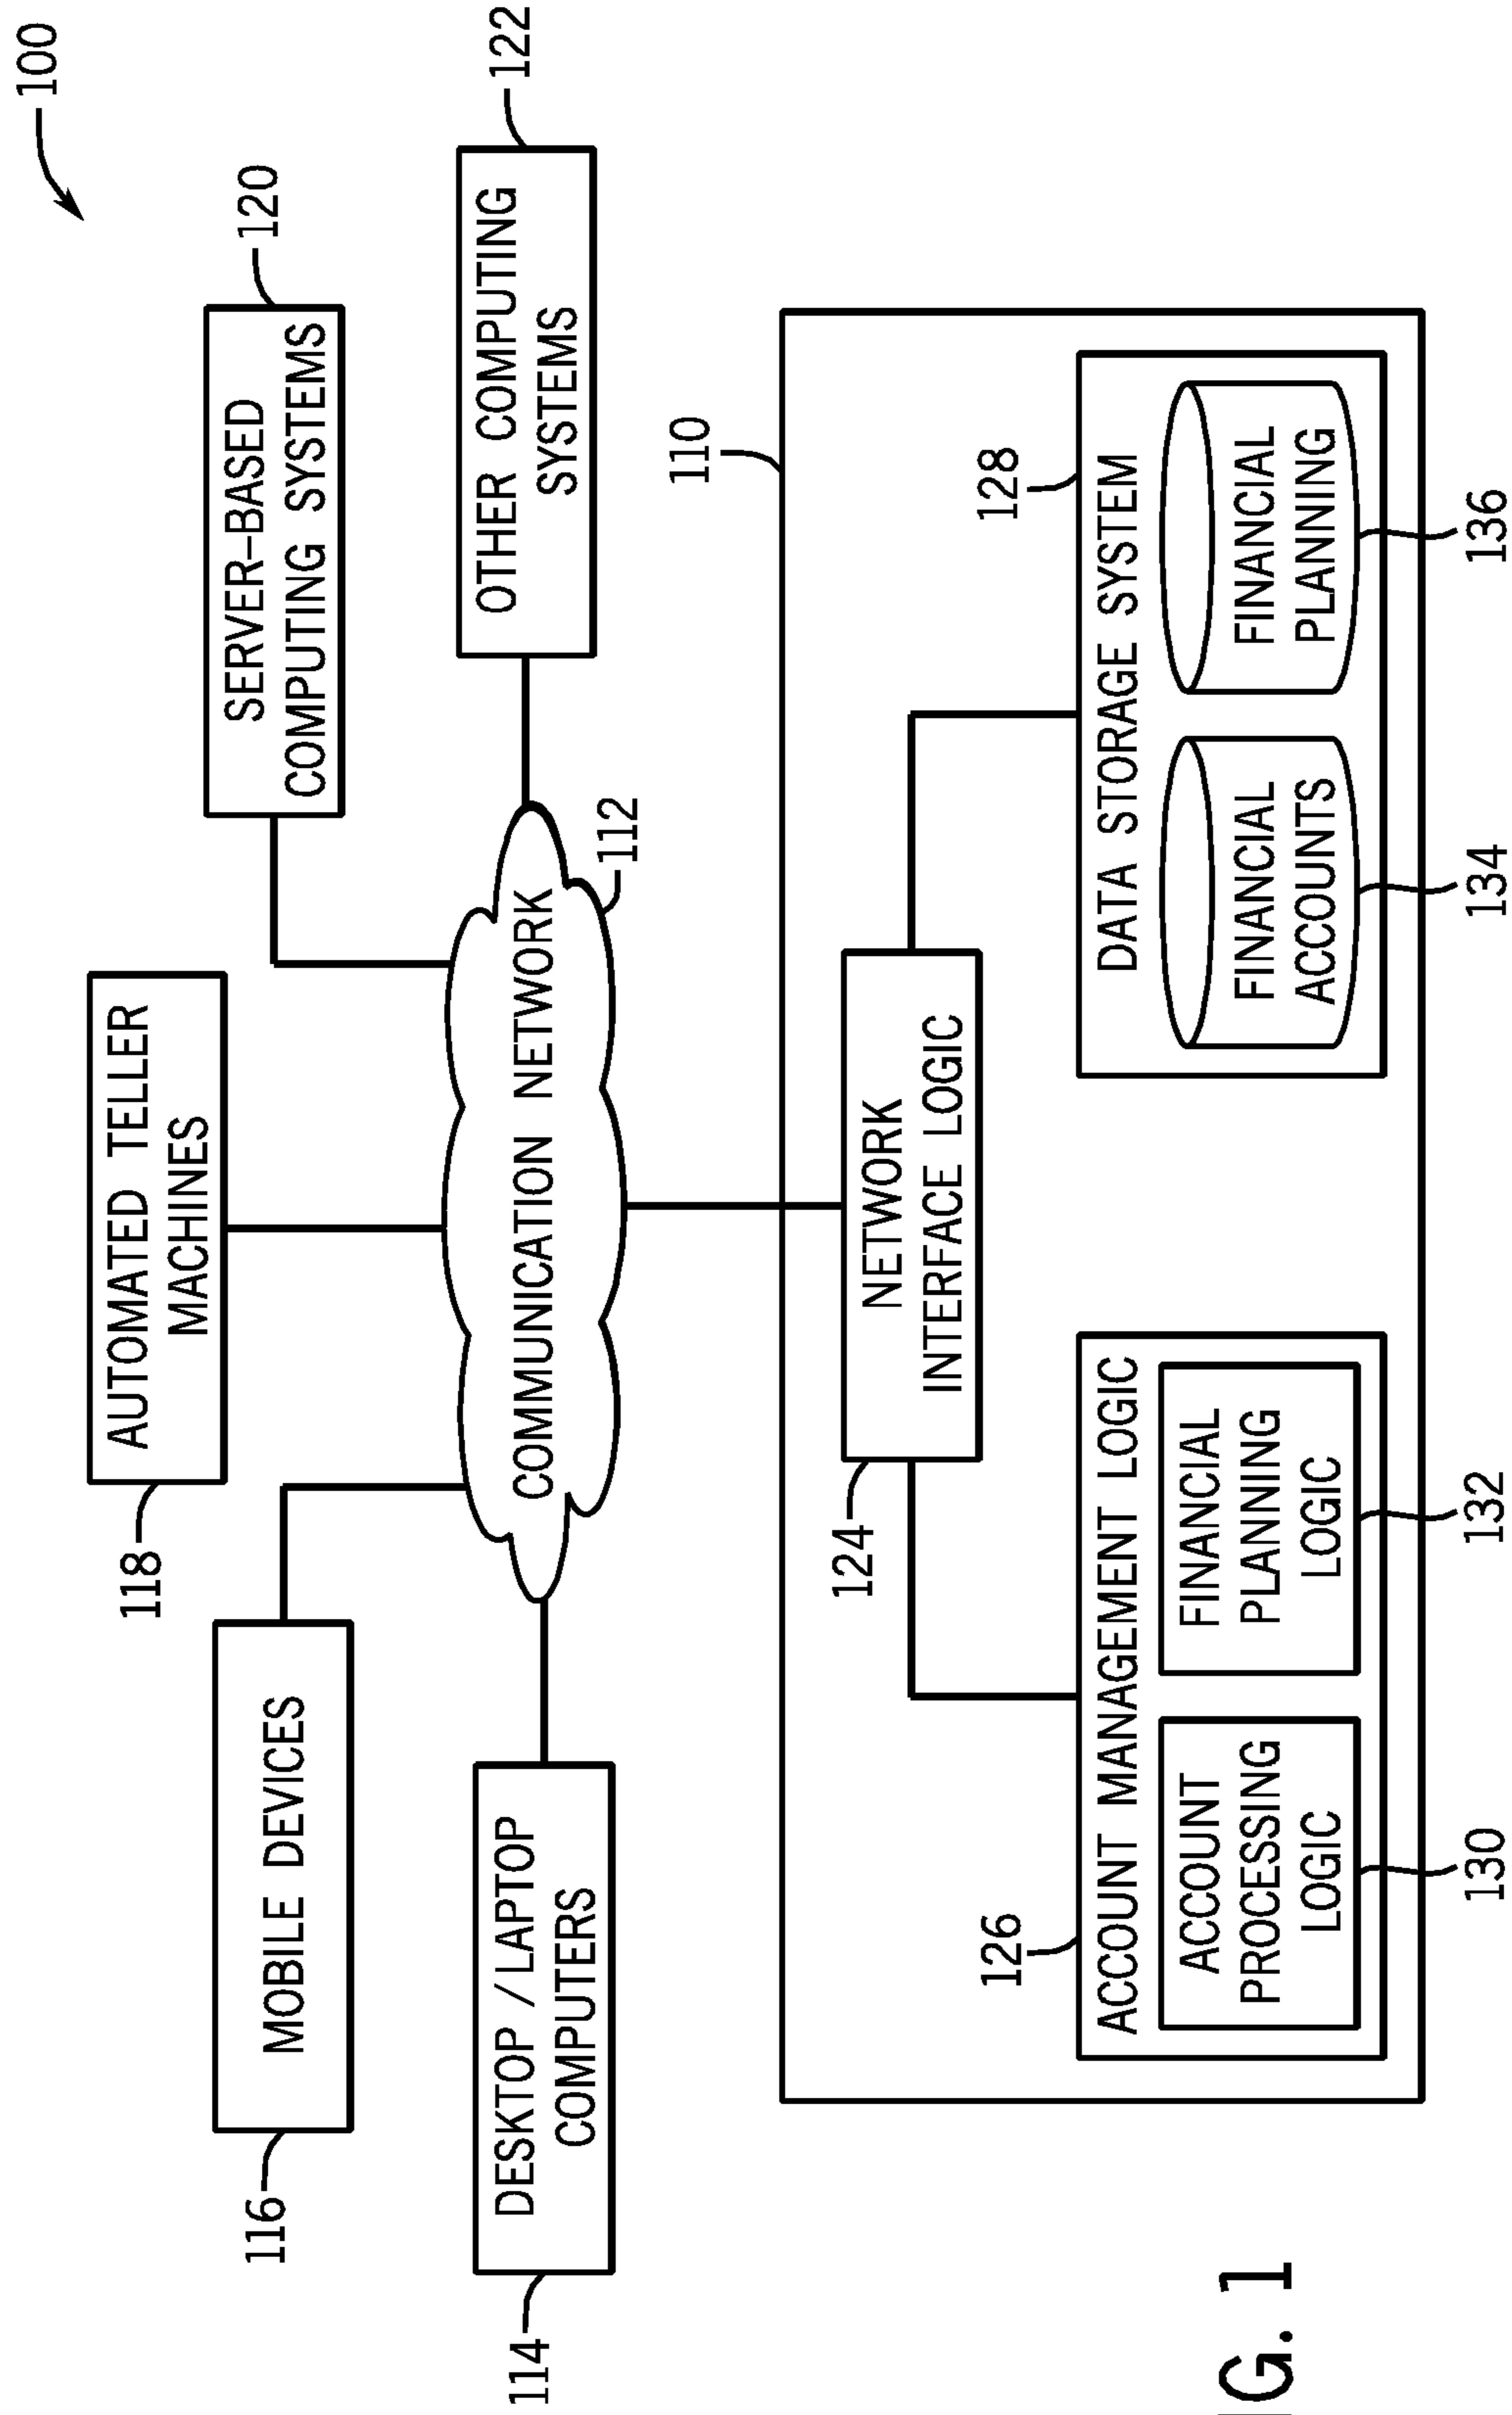 100
120
SERVER-BASED
COMPUTING SYSTEMS
AUTOMATED TELLER
MACHINES
118
MOBILE DEVICES
116
122
OTHER COMPUTING
SYSTEMS
COMMUNICATION NETWORK
112
DESKTOP/LAPTOP
COMPUTERS
114
110
NETWORK
INTERFACE LOGIC
124
126
ACCOUNT MANAGEMENT LOGIC
ACCOUNT
PROCESSING
LOGIC
130
FINANCIAL
PLANNING
LOGIC
132
128
DATA STORAGE SYSTEM
FINANCIAL
ACCOUNTS
134
FINANCIAL
PLANNING
136
G. 1